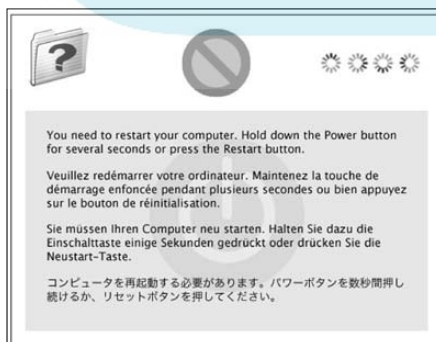 ?
You need to restart your computer. Hold down the Power button
for several seconds or press the Restart button.
Veuillez redémarrer votre ordinateur. Maintenez la touche de
démarrage enfoncée pendant plusieurs secondes ou bien appuyez
sur le bouton de réinitialisation.
Sie müssen Ihren Computer neu starten. Halten Sie dazu die
Einschalttaste einige Sekunden gedrückt oder drücken Sie die
Neustart-Taste.
コンピュータを再起動する必要があります。パワーボタンを数秒間押し
続けるか、リセットボタンを押してください。